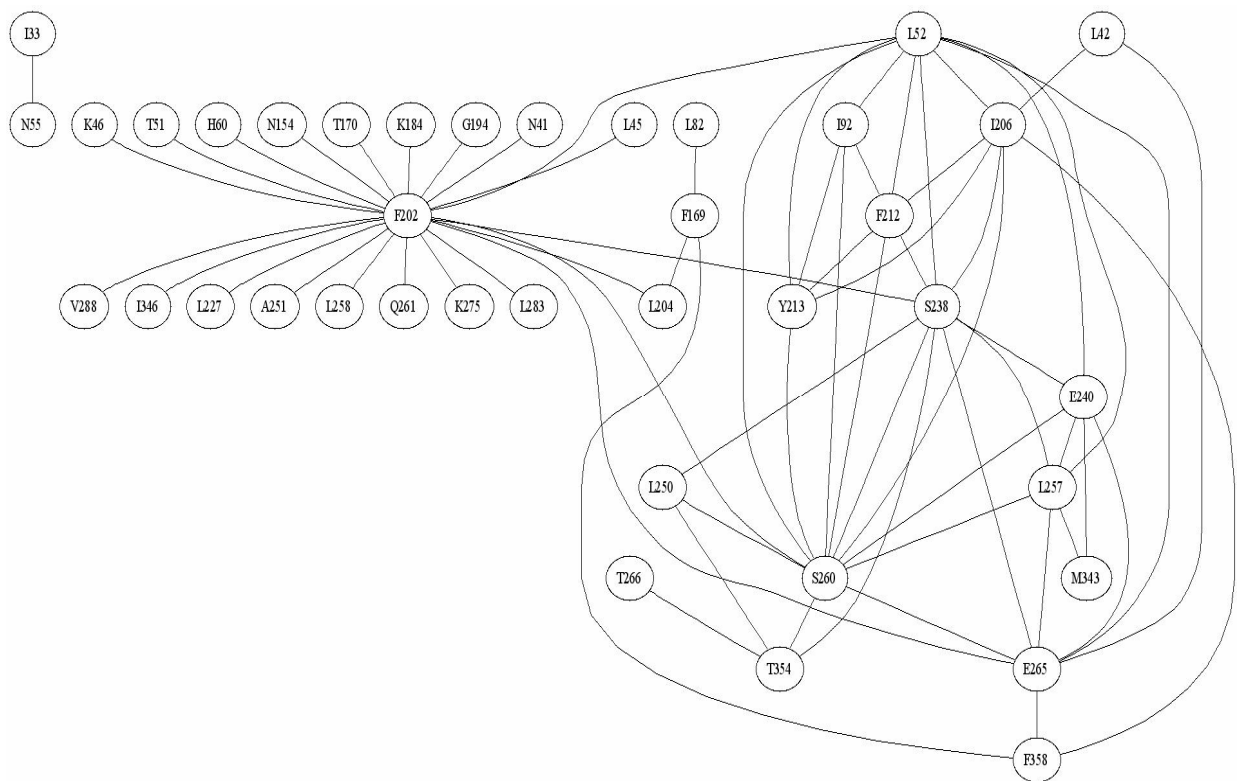 I33
L52
L42
N55
K46
T51
H60
N154
T170
K184
G194
N41
L45
L82
I92
I206
F202
F169
F212
V288
I346
L227
A251
L258
Q261
K275
L283
L204
Y213
S238
E240
L250
L257
T266
S260
M343
T354
E265
F358